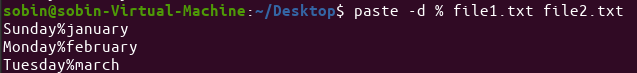 sobin@sobin-Virtual-Machine:~/Desktop$ paste -d % file1.txt file2.txt
Sunday%january
Monday%february
Tuesday%march